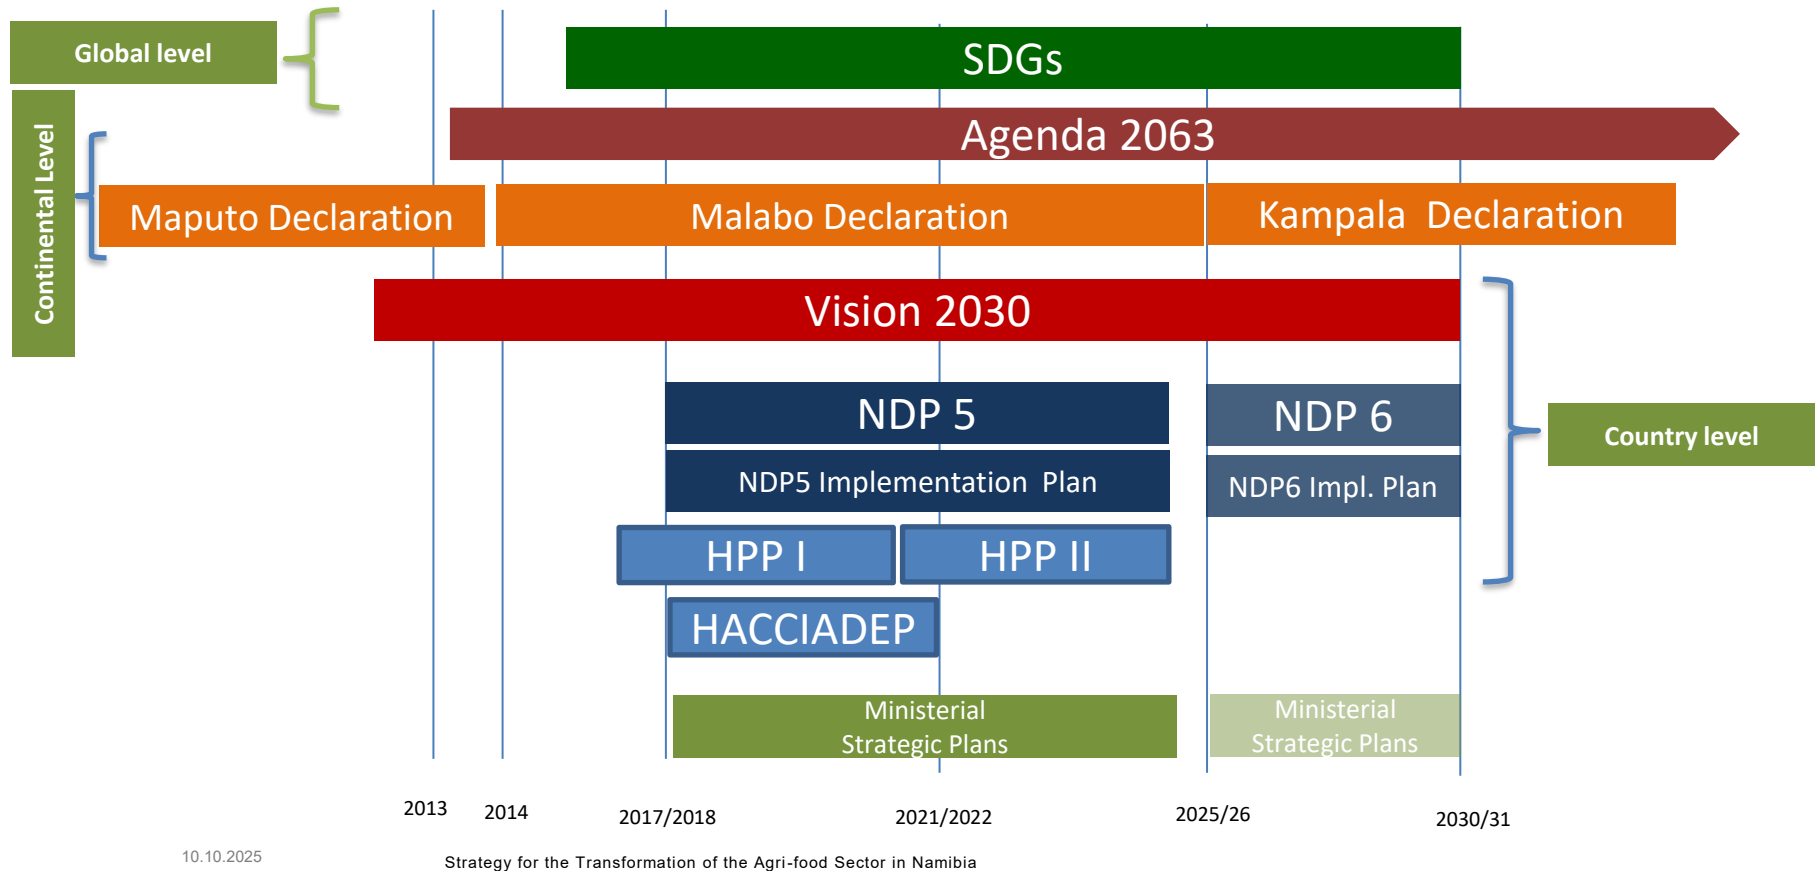 Global level
SDGs
Agenda 2063
Continental Level
Maputo Declaration
Malabo Declaration
Kampala Declaration
Vision 2030
NDP 5
NDP 6
Country level
NDP5 Implementation Plan
NDP6 Impl. Plan
HPP I
HPP II
HACCIADEP
Ministerial
Strategic Plans
Ministerial
Strategic Plans
2013
2014
2017/2018
2021/2022
2025/26
2030/31
10.10.2025
Strategy for the Transformation of the Agri-food Sector in Namibia